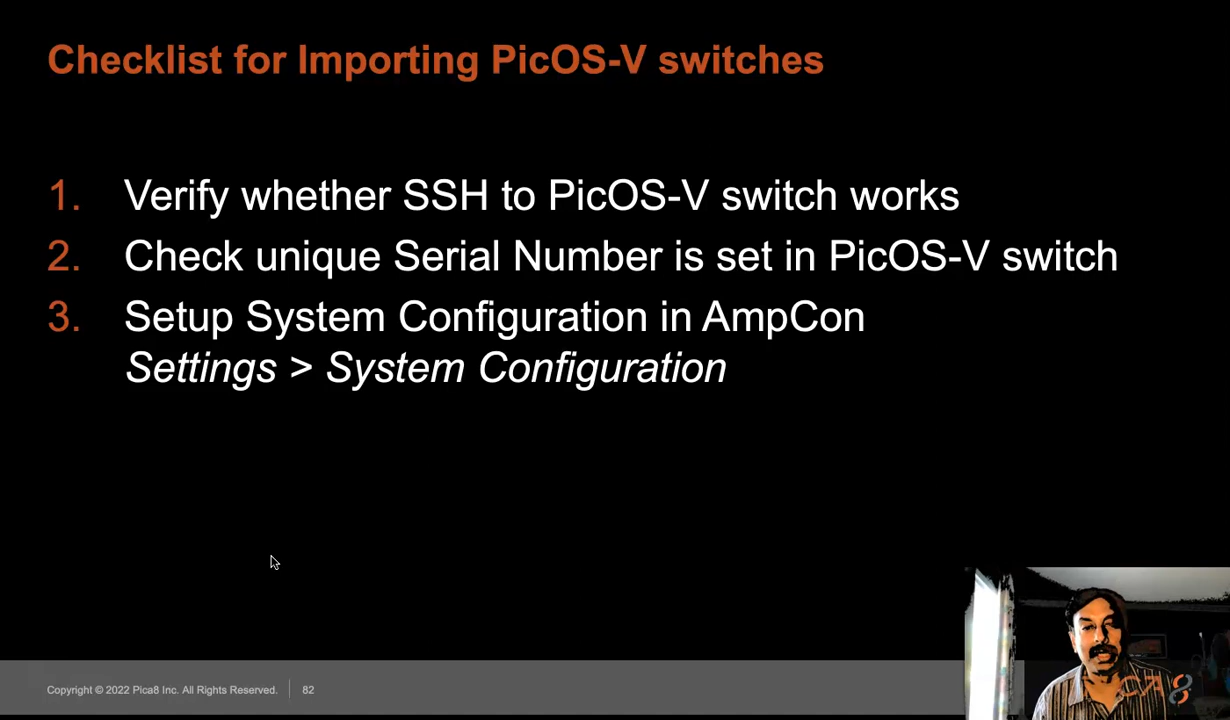 Checklist for Importing PicOS-V switches
1. Verify whether SSH to PicOS-V switch works
2. Check unique Serial Number is set in PicOS-V switch
3. Setup System Configuration in AmpCon
Settings > System Configuration
Copyright © 2022 Pica8 Inc. All Rights Reserved. 82